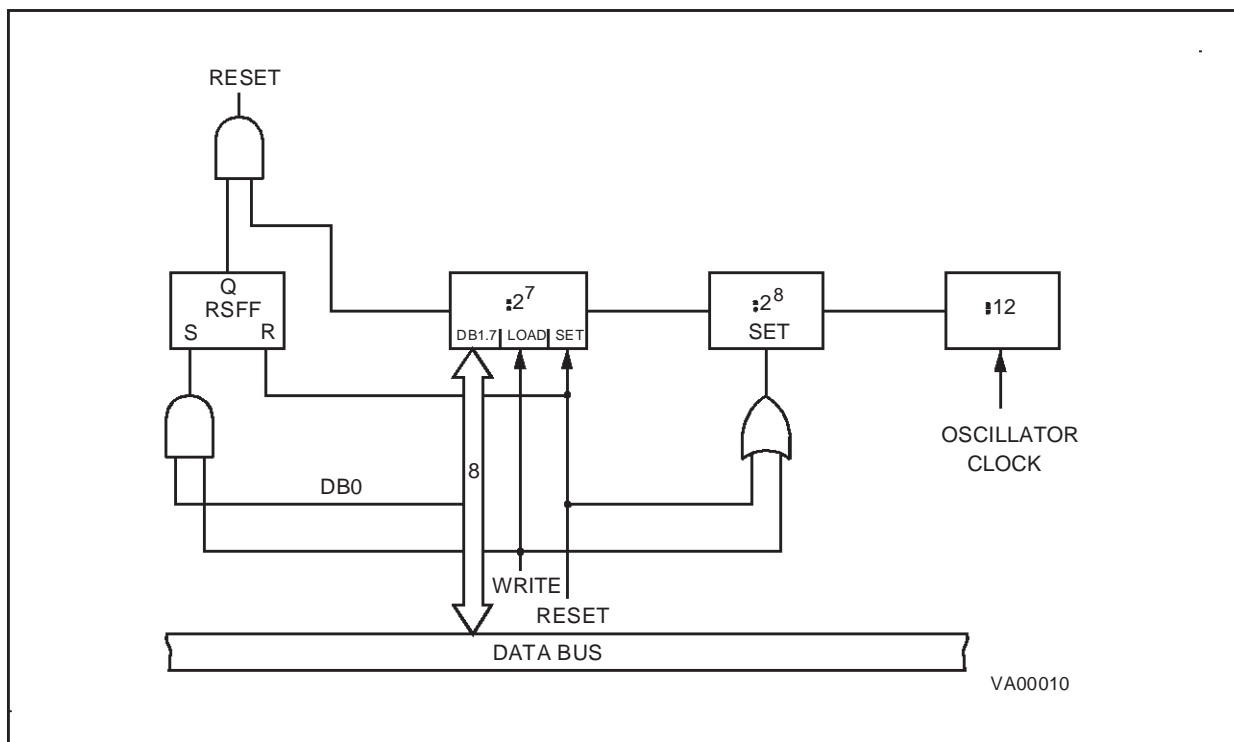 RESET
Q
RSFF
S R
:2⁷
DB1.7 LOAD SET
:2⁸
SET
:12
OSCILLATOR
CLOCK
8
DB0
WRITE
RESET
DATA BUS
VA00010